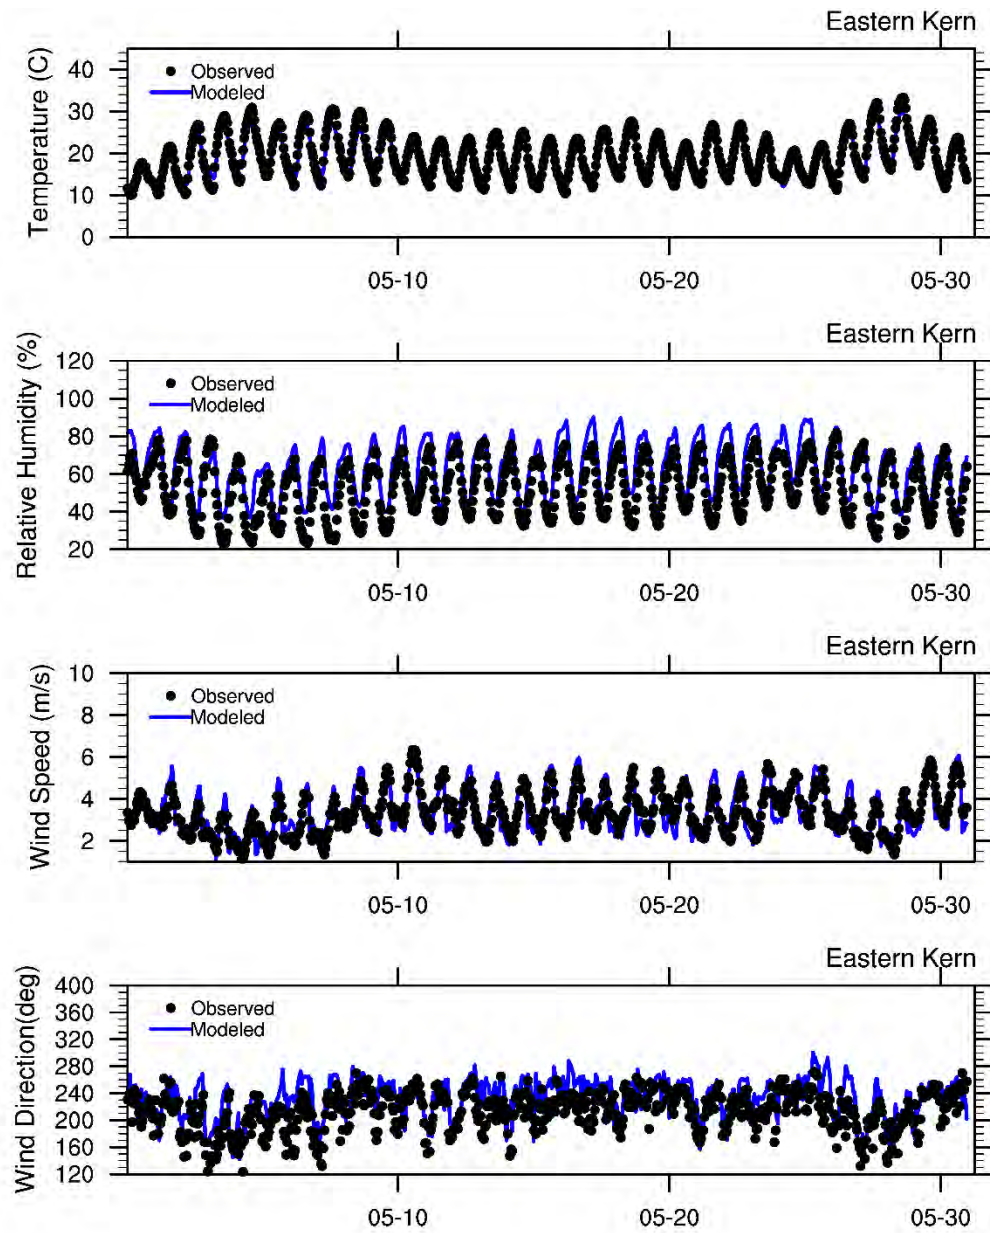 Eastern Kern
Temperature (C)
40
30
20
10
0
Observed
Modeled
05-10
05-20
05-30
Eastern Kern
Relative Humidity (%)
120
100
80
60
40
20
Observed
Modeled
05-10
05-20
05-30
Eastern Kern
Wind Speed (m/s)
10
8
6
4
2
Observed
Modeled
05-10
05-20
05-30
Eastern Kern
Wind Direction(deg)
400
360
320
280
240
200
160
120
Observed
Modeled
05-10
05-20
05-30